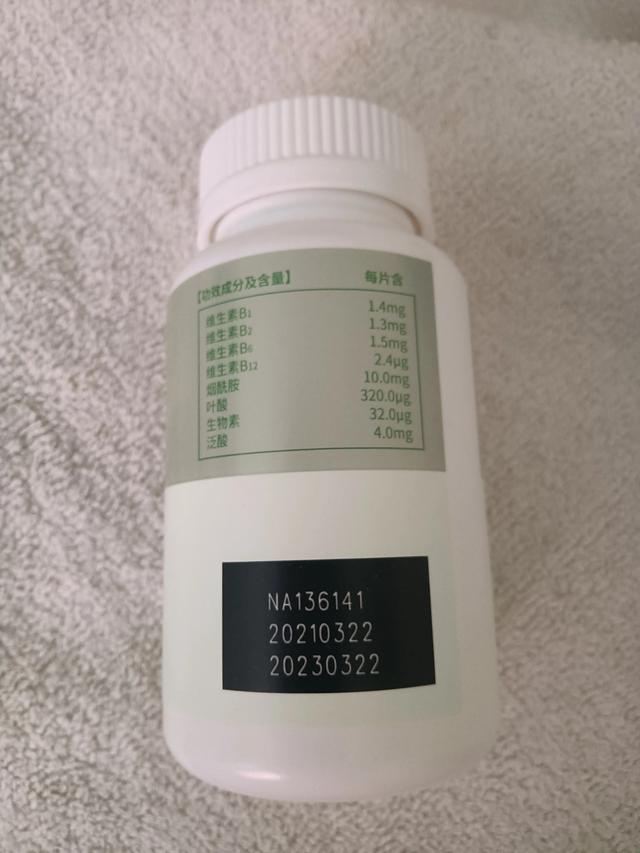 【功效成分及含量】 每片含
维生素B1 1.4mg
维生素B2 1.3mg
维生素B6 1.5mg
维生素B12 2.4μg
烟酰胺 10.0mg
叶酸 320.0μg
生物素 32.0μg
泛酸 4.0mg
NA136141
20210322
20230322